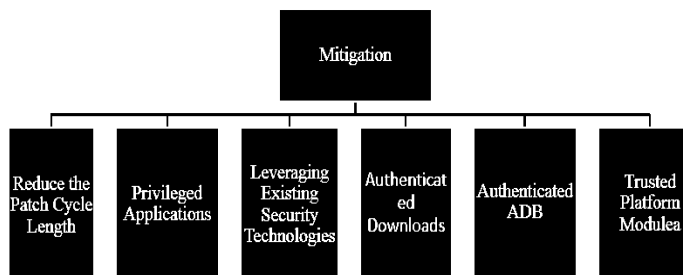 Mitigation
Reduce the
Patch Cycle
Length
Privileged
Applications
Leveraging
Existing
Security
Technologies
Authenticat
ed
Downloads
Authenticated
ADB
Trusted
Platform
Modulea